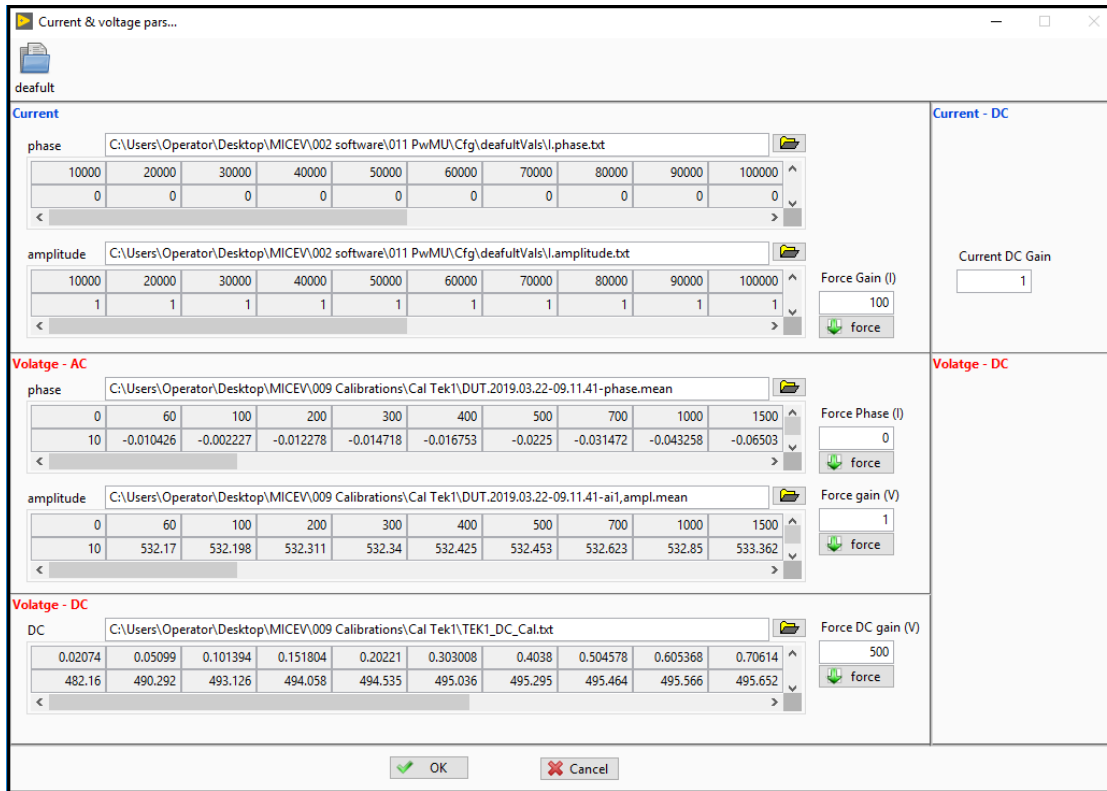 Current & voltage pars...
deafult
Current
phase C:\Users\Operator\Desktop\MICEV\002 software\011 PwMU\Cfg\deafultVals\I.phase.txt
10000 20000 30000 40000 50000 60000 70000 80000 90000 100000
0 0 0 0 0 0 0 0 0 0
amplitude C:\Users\Operator\Desktop\MICEV\002 software\011 PwMU\Cfg\deafultVals\I.amplitude.txt
10000 20000 30000 40000 50000 60000 70000 80000 90000 100000
1 1 1 1 1 1 1 1 1 1
Force Gain (I)
100
force
Current - DC
Current DC Gain
1
Volatge - AC
phase C:\Users\Operator\Desktop\MICEV\009 Calibrations\Cal Tek1\DUT.2019.03.22-09.11.41-phase.mean
0 60 100 200 300 400 500 700 1000 1500
10 -0.010426 -0.002227 -0.012278 -0.014718 -0.016753 -0.0225 -0.031472 -0.043258 -0.06503
Force Phase (I)
0
force
amplitude C:\Users\Operator\Desktop\MICEV\009 Calibrations\Cal Tek1\DUT.2019.03.22-09.11.41-ai1,ampl.mean
0 60 100 200 300 400 500 700 1000 1500
10 532.17 532.198 532.311 532.34 532.425 532.453 532.623 532.85 533.362
Force gain (V)
1
force
Volatge - DC
Volatge - DC
DC C:\Users\Operator\Desktop\MICEV\009 Calibrations\Cal Tek1\TEK1_DC_Cal.txt
0.02074 0.05099 0.101394 0.151804 0.20221 0.303008 0.4038 0.504578 0.605368 0.70614
482.16 490.292 493.126 494.058 494.535 495.036 495.295 495.464 495.566 495.652
Force DC gain (V)
500
force
OK
Cancel